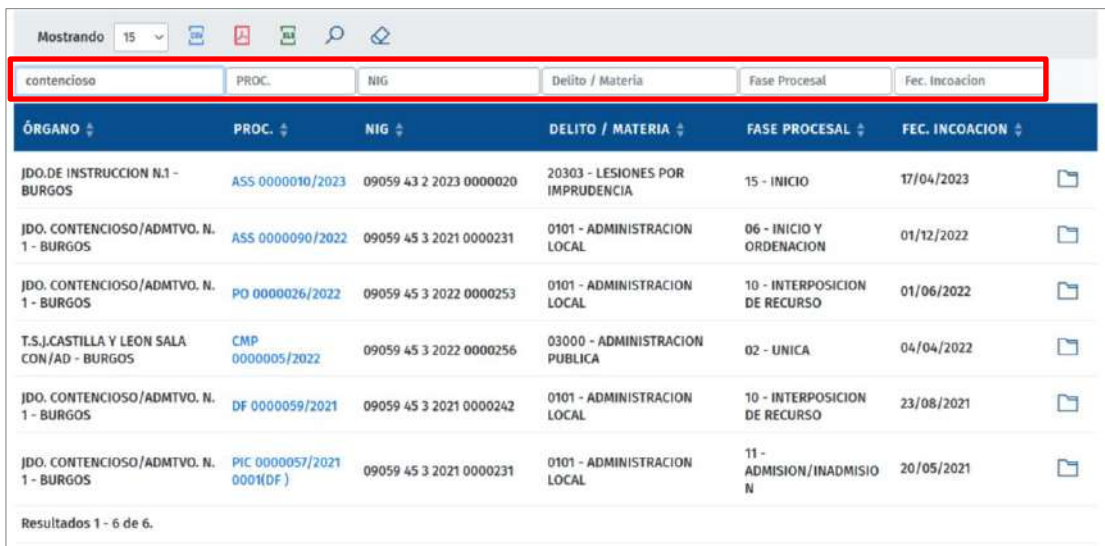 Mostrando 15 CSV XLS
contencioso PROC. NIG Delito / Materia Fase Procesal Fec. Incoacion
ÓRGANO PROC. NIG DELITO / MATERIA FASE PROCESAL FEC. INCOACION
JDO.DE INSTRUCCION N.1 - BURGOS ASS 0000010/2023 09059 43 2 2023 0000020 20303 - LESIONES POR IMPRUDENCIA 15 - INICIO 17/04/2023
JDO. CONTENCIOSO/ADMTVO. N. 1 - BURGOS ASS 0000090/2022 09059 45 3 2021 0000231 0101 - ADMINISTRACION LOCAL 06 - INICIO Y ORDENACION 01/12/2022
JDO. CONTENCIOSO/ADMTVO. N. 1 - BURGOS PO 0000026/2022 09059 45 3 2022 0000253 0101 - ADMINISTRACION LOCAL 10 - INTERPOSICION DE RECURSO 01/06/2022
T.S.J.CASTILLA Y LEON SALA CON/AD - BURGOS CMP 0000005/2022 09059 45 3 2022 0000256 03000 - ADMINISTRACION PUBLICA 02 - UNICA 04/04/2022
JDO. CONTENCIOSO/ADMTVO. N. 1 - BURGOS DF 0000059/2021 09059 45 3 2021 0000242 0101 - ADMINISTRACION LOCAL 10 - INTERPOSICION DE RECURSO 23/08/2021
JDO. CONTENCIOSO/ADMTVO. N. 1 - BURGOS PIC 0000057/2021 0001(DF ) 09059 45 3 2021 0000231 0101 - ADMINISTRACION LOCAL 11 - ADMISION/INADMISIO N 20/05/2021
Resultados 1 - 6 de 6.